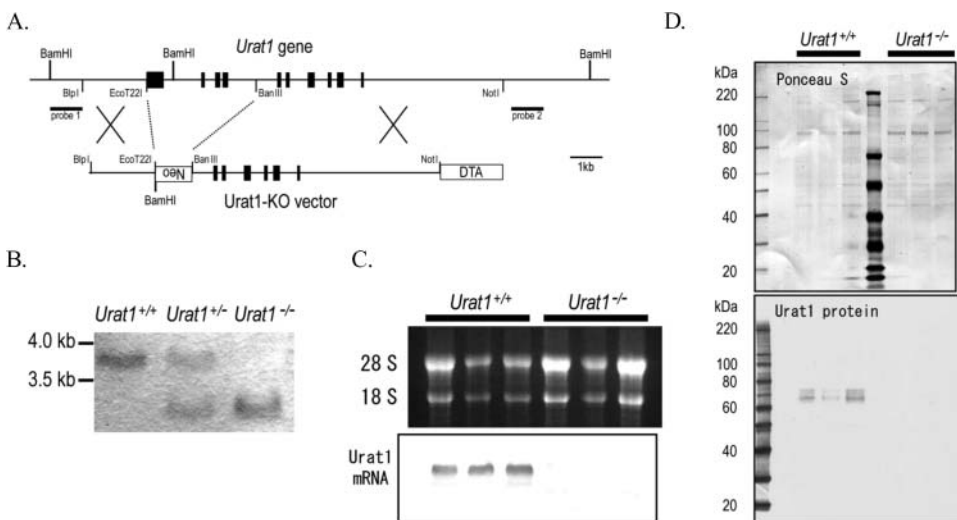 A.
Urat1 gene
BamHI
BamHI
BamHI
BlpI
EcoT22I
BanIII
NotI
probe 1
probe 2
BlpI
EcoT22I
BanIII
NotI
Neo
DTA
1kb
BamHI
Urat1-KO vector
B.
Urat1+/+ Urat1+/- Urat1-/-
4.0 kb
3.5 kb
C.
Urat1+/+ Urat1-/-
28 S
18 S
Urat1
mRNA
D.
Urat1+/+ Urat1-/-
kDa
Ponceau S
220
100
80
60
40
20
kDa
Urat1 protein
220
100
80
60
40
20